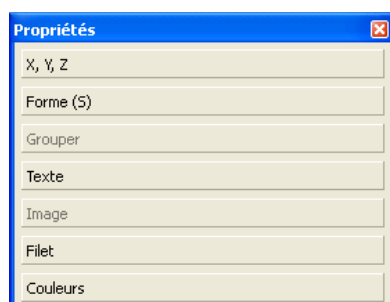 Propriétés
X, Y, Z
Forme (S)
Grouper
Texte
Image
Filet
Couleurs